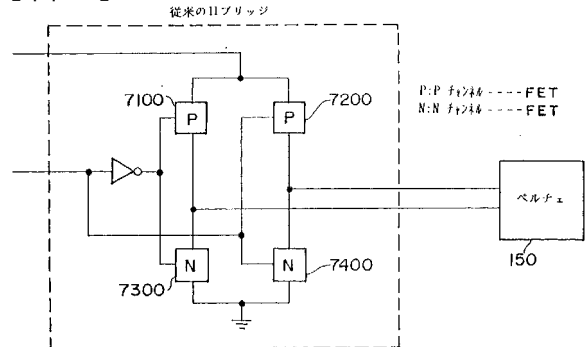 従来のHブリッジ
7100
7200
P
P
P:P チャンネル----FET
N:N チャンネル----FET
ペルチェ
150
N
N
7300
7400